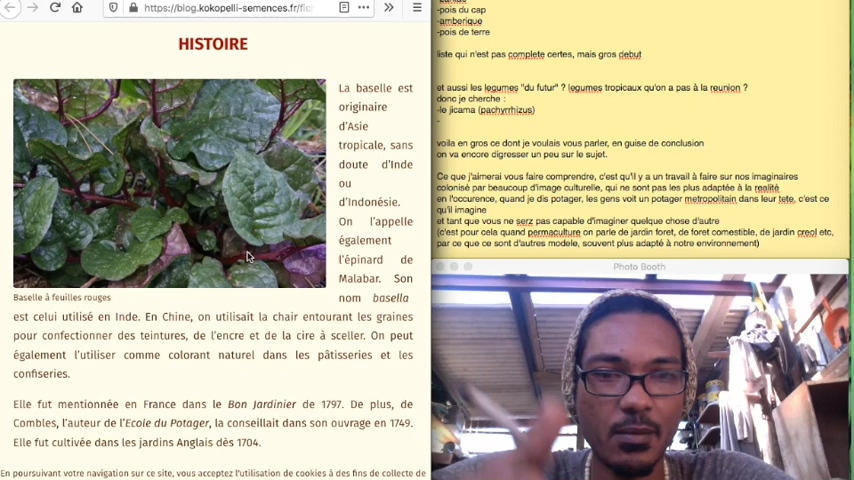 https://blog.kokopelli-semences.fr/fich
HISTOIRE
La baselle est
originaire
d'Asie
tropicale, sans
doute d'Inde
ou
d'Indonésie.
On l'appelle
également
l'épinard de
Malabar. Son
nom basella
Baselle à feuilles rouges
est celui utilisé en Inde. En Chine, on utilisait la chair entourant les graines
pour confectionner des teintures, de l'encre et de la cire à sceller. On peut
également l'utiliser comme colorant naturel dans les pâtisseries et les
confiseries.
Elle fut mentionnée en France dans le Bon Jardinier de 1797. De plus, de
Combles, l'auteur de l'Ecole du Potager, la conseillait dans son ouvrage en 1749.
Elle fut cultivée dans les jardins Anglais dès 1704.
En poursuivant votre navigation sur ce site, vous acceptez l'utilisation de cookies à des fins de collecte de
-pois du cap
-amberique
-pois de terre
liste qui n'est pas complete certes, mais gros debut
et aussi les legumes "du futur" ? legumes tropicaux qu'on a pas à la reunion ?
donc je cherche :
-le jicama (pachyrrhizus)
-
voila en gros ce dont je voulais vous parler, en guise de conclusion
on va encore digresser un peu sur le sujet.
Ce que j'aimerai vous faire comprendre, c'est qu'il y a un travail à faire sur nos imaginaires
colonisé par beaucoup d'image culturelle, qui ne sont pas les plus adaptée à la realité
en l'occurence, quand je dis potager, les gens voit un potager metropolitain dans leur tete, c'est ce
qu'il imagine
et tant que vous ne serz pas capable d'imaginer quelque chose d'autre
(c'est pour cela quand permaculture on parle de jardin foret, de foret comestible, de jardin creol etc,
par ce que ce sont d'autres modele, souvent plus adapté à notre environnement)
Photo Booth